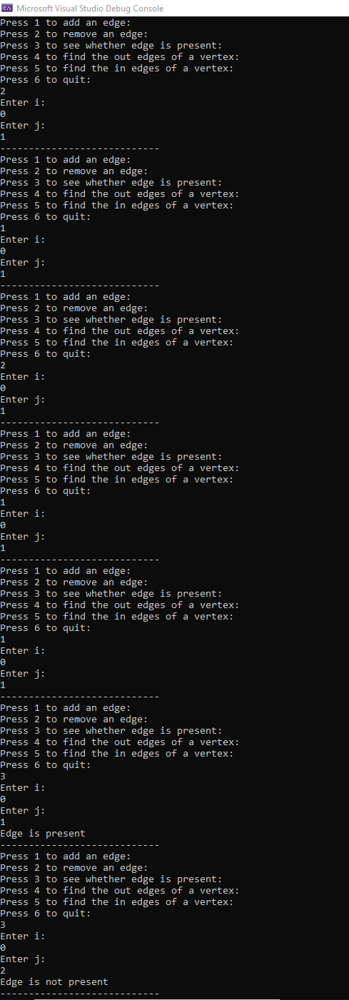 Microsoft Visual Studio Debug Console
Press 1 to add an edge:
Press 2 to remove an edge:
Press 3 to see whether edge is present:
Press 4 to find the out edges of a vertex:
Press 5 to find the in edges of a vertex:
Press 6 to quit:
2
Enter i:
0
Enter j:
1
----------------------------
Press 1 to add an edge:
Press 2 to remove an edge:
Press 3 to see whether edge is present:
Press 4 to find the out edges of a vertex:
Press 5 to find the in edges of a vertex:
Press 6 to quit:
1
Enter i:
0
Enter j:
1
----------------------------
Press 1 to add an edge:
Press 2 to remove an edge:
Press 3 to see whether edge is present:
Press 4 to find the out edges of a vertex:
Press 5 to find the in edges of a vertex:
Press 6 to quit:
2
Enter i:
0
Enter j:
1
----------------------------
Press 1 to add an edge:
Press 2 to remove an edge:
Press 3 to see whether edge is present:
Press 4 to find the out edges of a vertex:
Press 5 to find the in edges of a vertex:
Press 6 to quit:
1
Enter i:
0
Enter j:
1
----------------------------
Press 1 to add an edge:
Press 2 to remove an edge:
Press 3 to see whether edge is present:
Press 4 to find the out edges of a vertex:
Press 5 to find the in edges of a vertex:
Press 6 to quit:
1
Enter i:
0
Enter j:
1
----------------------------
Press 1 to add an edge:
Press 2 to remove an edge:
Press 3 to see whether edge is present:
Press 4 to find the out edges of a vertex:
Press 5 to find the in edges of a vertex:
Press 6 to quit:
3
Enter i:
0
Enter j:
1
Edge is present
----------------------------
Press 1 to add an edge:
Press 2 to remove an edge:
Press 3 to see whether edge is present:
Press 4 to find the out edges of a vertex:
Press 5 to find the in edges of a vertex:
Press 6 to quit:
3
Enter i:
0
Enter j:
2
Edge is not present
----------------------------